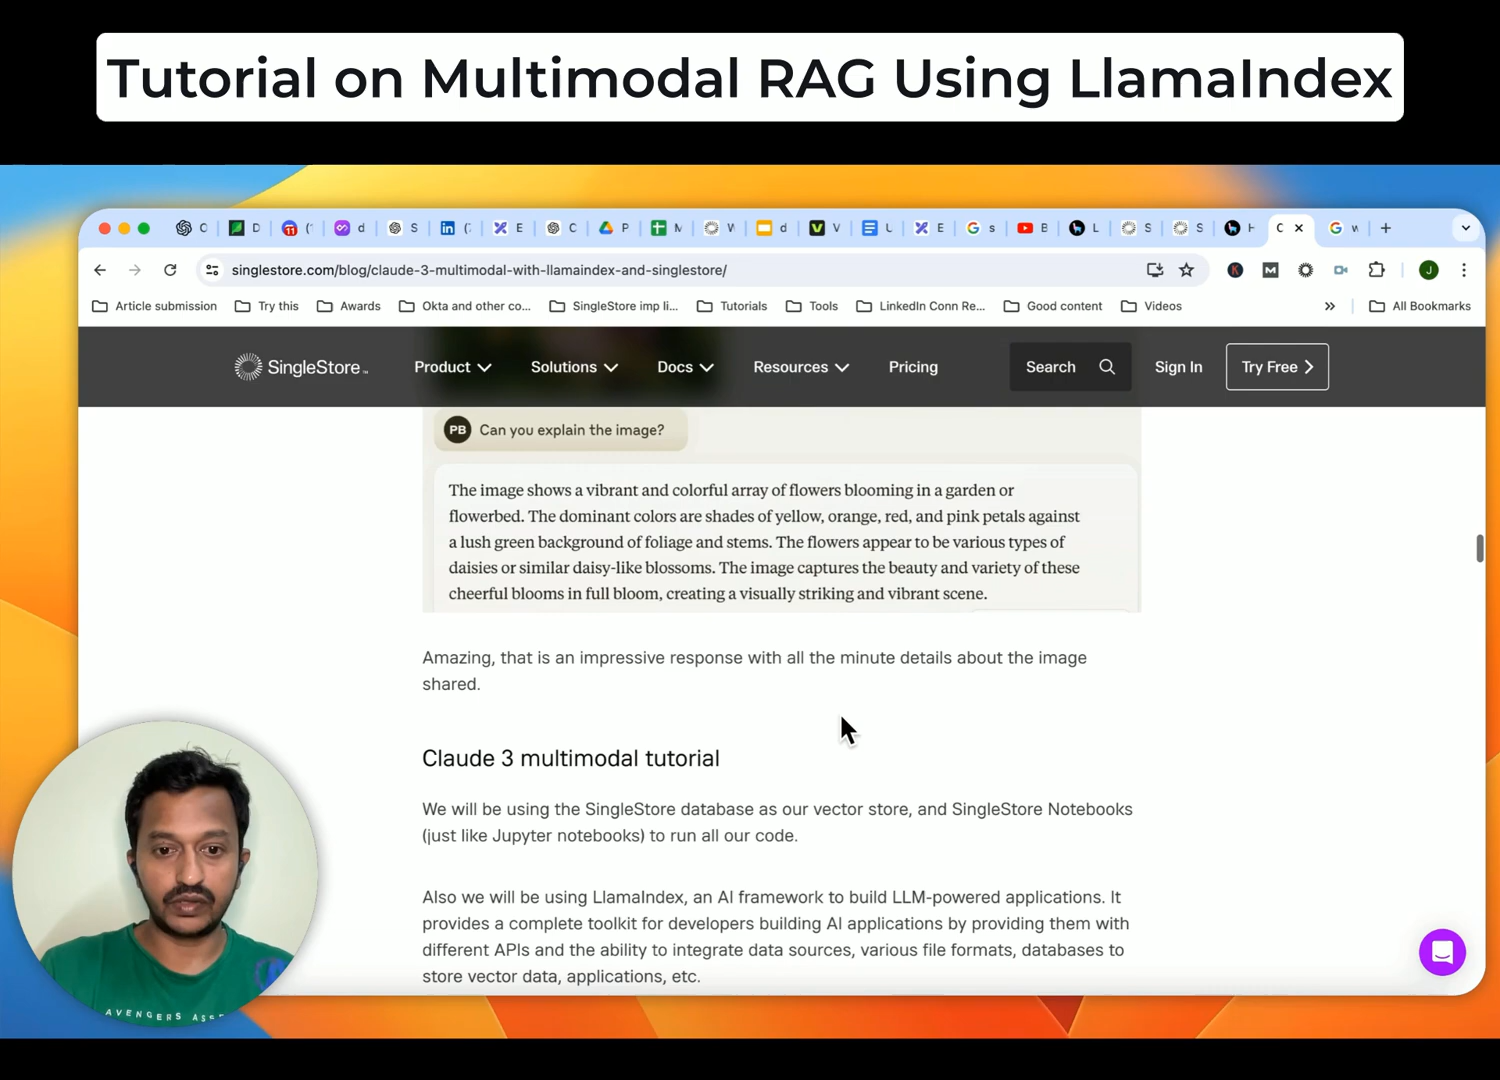 Tutorial on Multimodal RAG Using LlamaIndex
C D 11 (' d S in (: E C P M W d V V U E G s B L S S H C G w
singlestore.com/blog/claude-3-multimodal-with-llamaindex-and-singlestore/
K M J
Article submission Try this Awards Okta and other co... SingleStore imp li... Tutorials Tools LinkedIn Conn Re... Good content Videos » All Bookmarks
SingleStore Product Solutions Docs Resources Pricing Search Sign In Try Free
PB Can you explain the image?
The image shows a vibrant and colorful array of flowers blooming in a garden or
flowerbed. The dominant colors are shades of yellow, orange, red, and pink petals against
a lush green background of foliage and stems. The flowers appear to be various types of
daisies or similar daisy-like blossoms. The image captures the beauty and variety of these
cheerful blooms in full bloom, creating a visually striking and vibrant scene.
Amazing, that is an impressive response with all the minute details about the image
shared.
Claude 3 multimodal tutorial
We will be using the SingleStore database as our vector store, and SingleStore Notebooks
(just like Jupyter notebooks) to run all our code.
Also we will be using LlamaIndex, an AI framework to build LLM-powered applications. It
provides a complete toolkit for developers building AI applications by providing them with
different APIs and the ability to integrate data sources, various file formats, databases to
store vector data, applications, etc.
AVENGERS ASSE